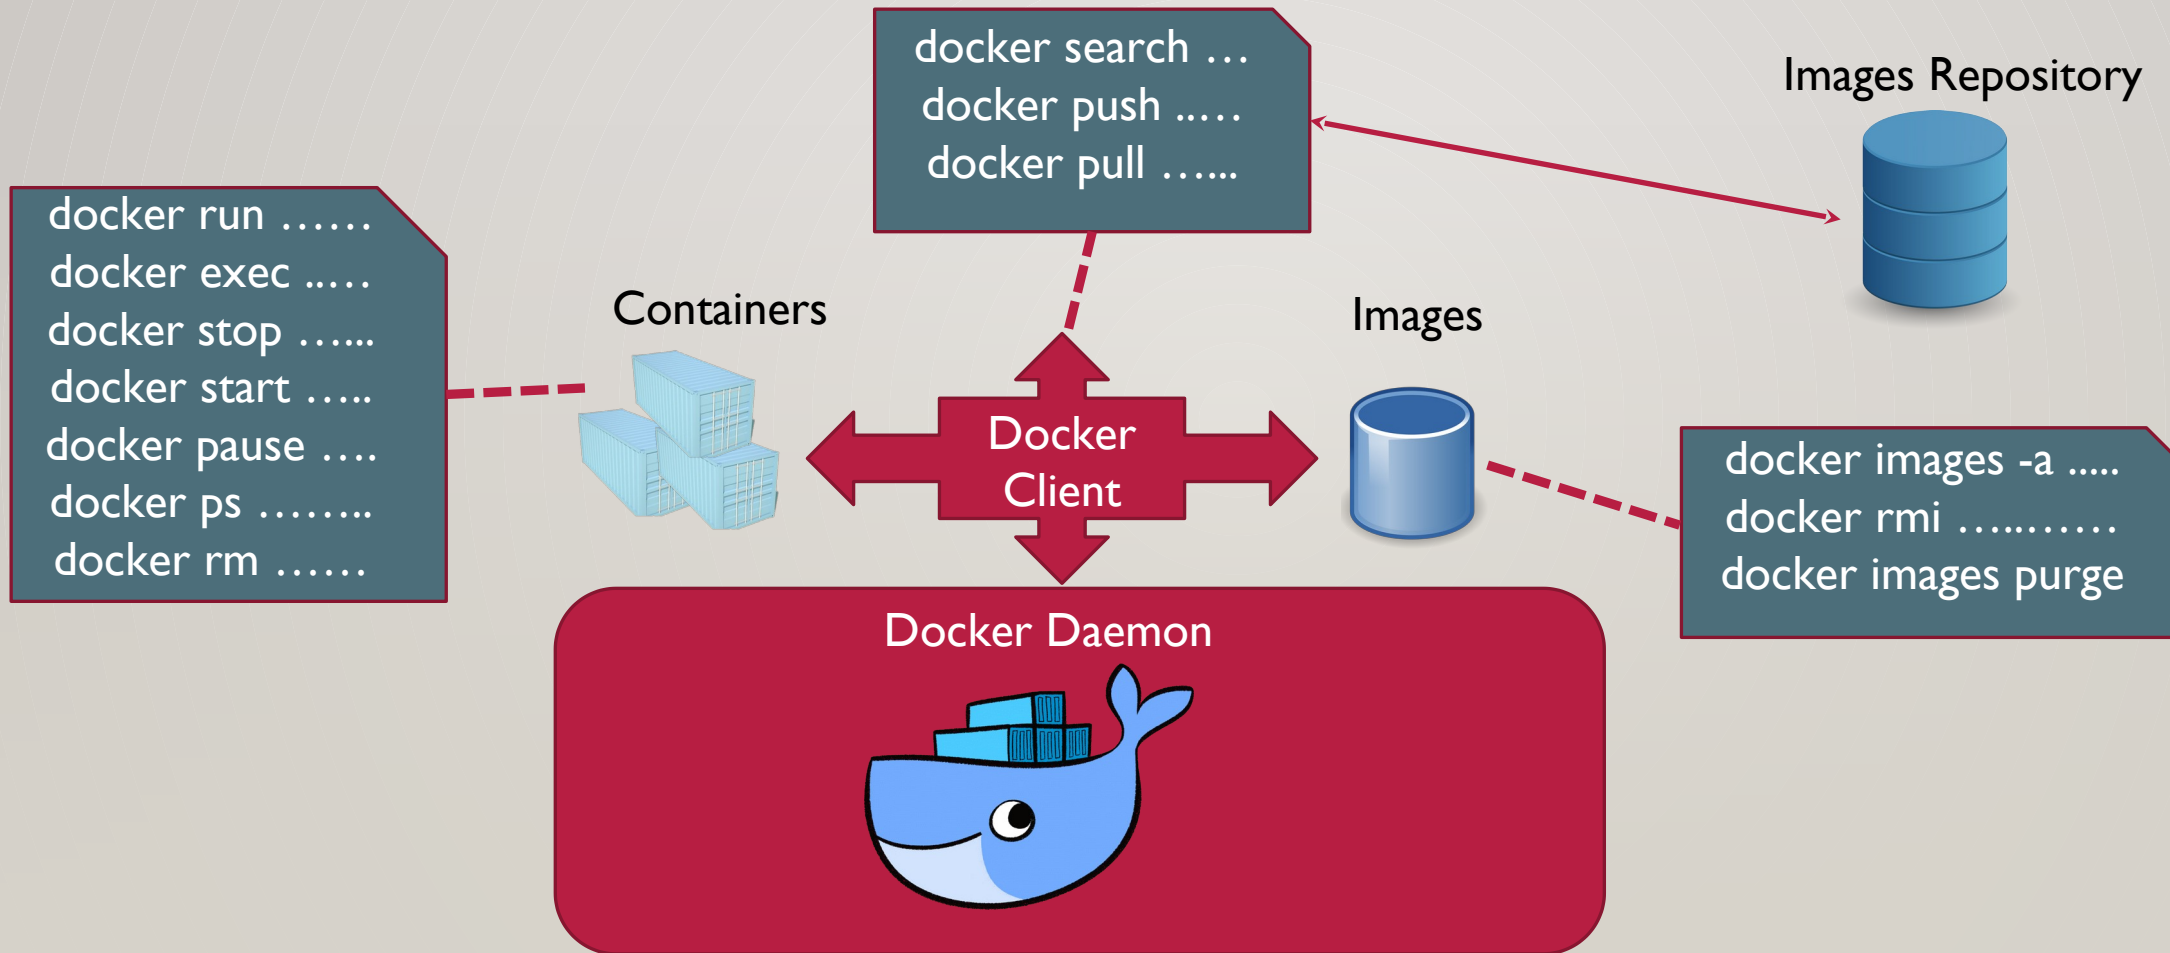 docker search …
docker push ..…
docker pull …...
Images Repository
docker run ……
docker exec ..…
docker stop …...
docker start …..
docker pause ….
docker ps ……..
docker rm ……
Containers
Images
Docker
Client
docker images -a .....
docker rmi …..……
docker images purge
Docker Daemon